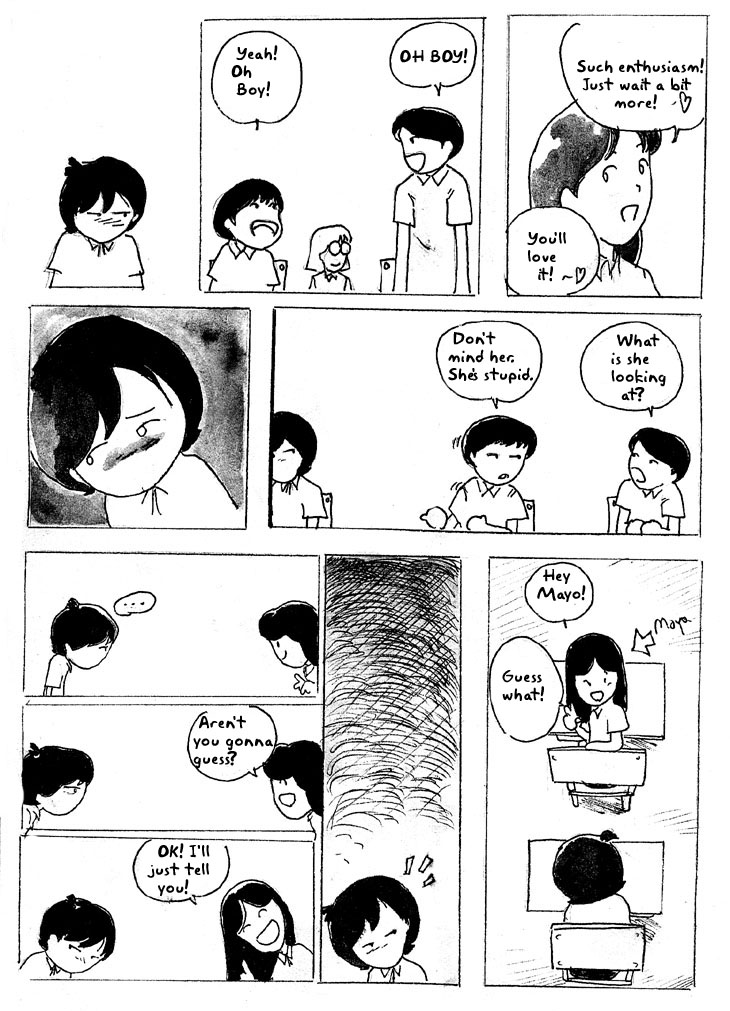 Such enthusiasm!
Just wait a bit
more! ~♡
You'll
love
it! ~♡
OH BOY!
Yeah!
Oh
Boy!
What
is she
looking
at?
Don't
mind her.
She's stupid.
Hey
Mayo!
Maya
Guess
what!
...
Aren't
you gonna
guess?
OK! I'll
just tell
you!